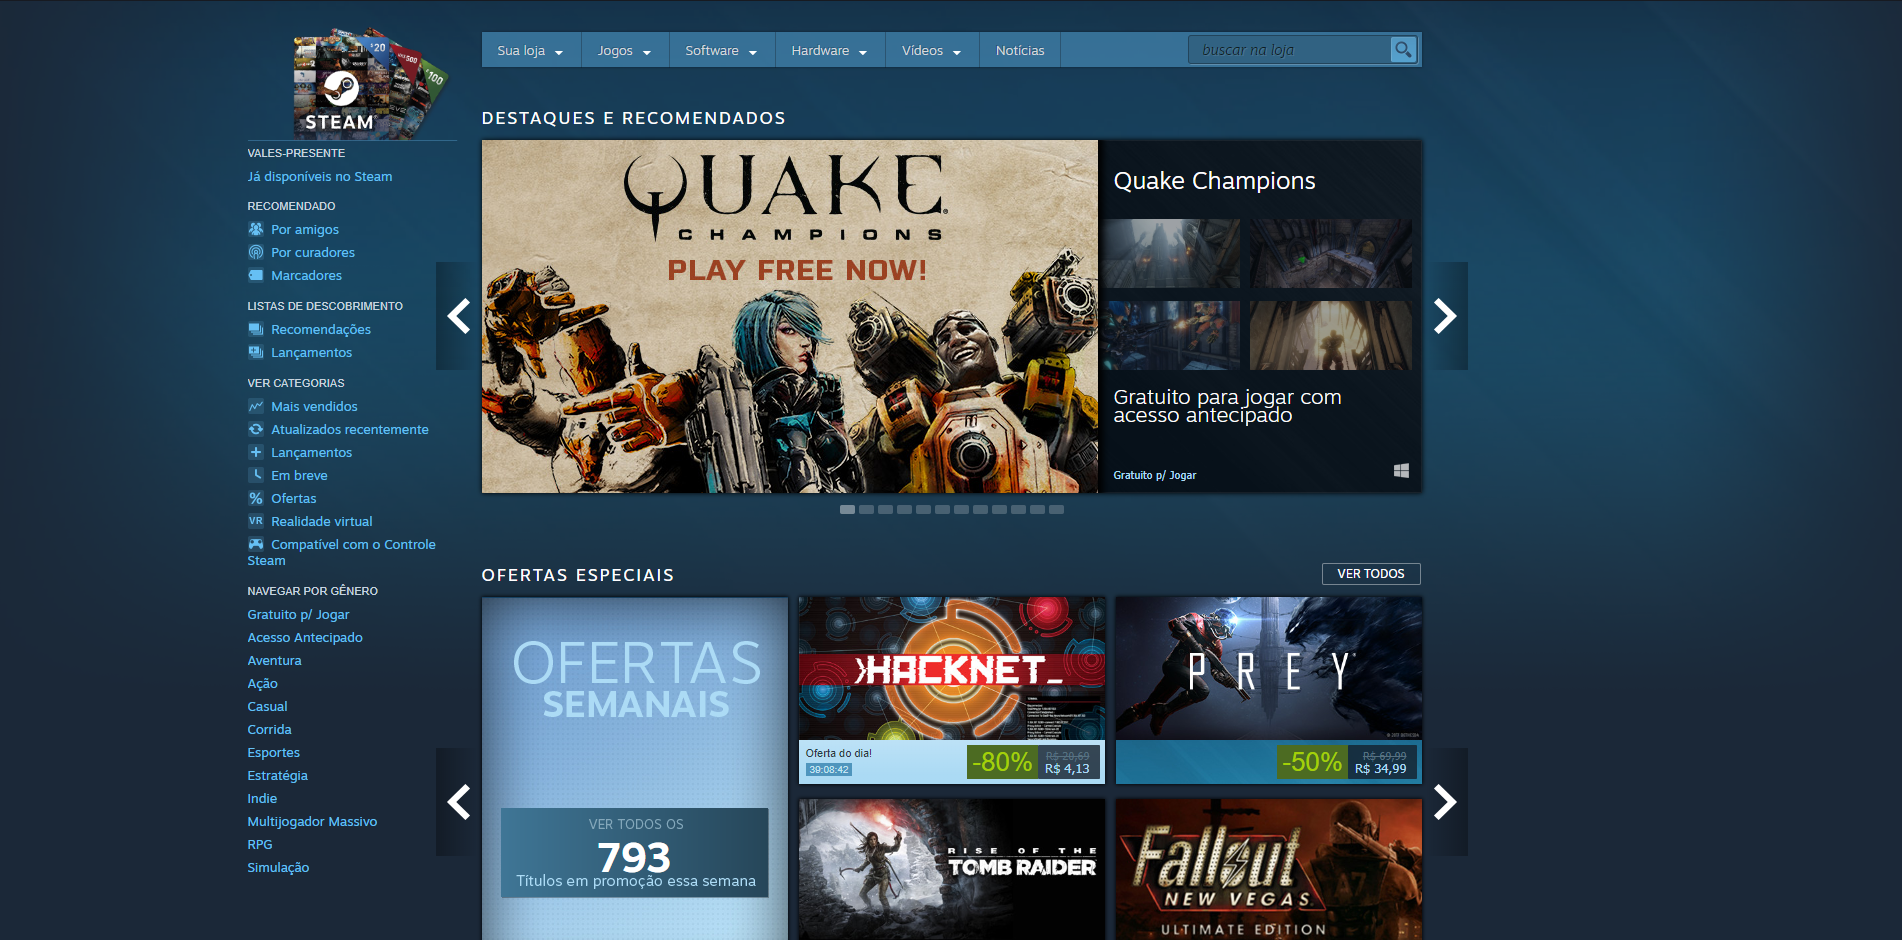 Sua loja
Jogos
Software
Hardware
Vídeos
Notícias
buscar na loja
$20
500
$100
STEAM
VALES-PRESENTE
Já disponíveis no Steam
RECOMENDADO
Por amigos
Por curadores
Marcadores
LISTAS DE DESCOBRIMENTO
Recomendações
Lançamentos
VER CATEGORIAS
Mais vendidos
Atualizados recentemente
Lançamentos
Em breve
% Ofertas
VR Realidade virtual
Compatível com o Controle
Steam
NAVEGAR POR GÊNERO
Gratuito p/ Jogar
Acesso Antecipado
Aventura
Ação
Casual
Corrida
Esportes
Estratégia
Indie
Multijogador Massivo
RPG
Simulação
DESTAQUES E RECOMENDADOS
QUAKE
CHAMPIONS
PLAY FREE NOW!
Quake Champions
Gratuito para jogar com
acesso antecipado
Gratuito p/ Jogar
OFERTAS ESPECIAIS
VER TODOS
OFERTAS
SEMANAIS
VER TODOS OS
793
Títulos em promoção essa semana
HACKNET_
Oferta do dia!
39:08:42
-80%
R$ 20,69
R$ 4,13
PREY
-50%
R$ 69,99
R$ 34,99
RISE OF THE
TOMB RAIDER
Fallout
NEW VEGAS
ULTIMATE EDITION